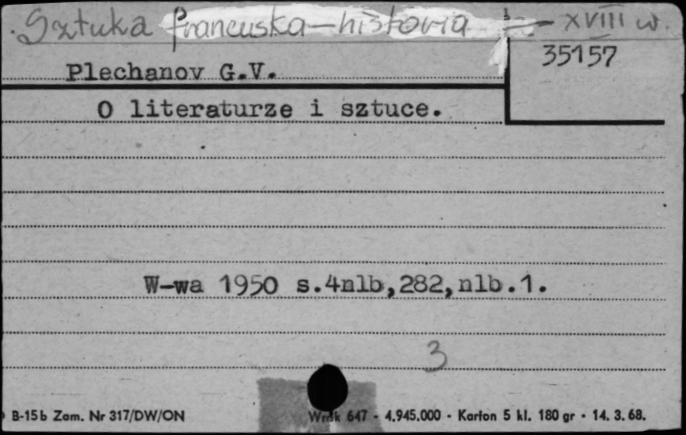 Sztuka francuska – historia – XVIII w.
35157
Plechanov G.V.
O literaturze i sztuce.
W-wa 1950 s.4nlb,282,nlb.1.
3
B-15b Zam. Nr 317/DW/ON 647 - 4.945.000 - Karton 5 kl. 180 gr - 14. 3. 68.